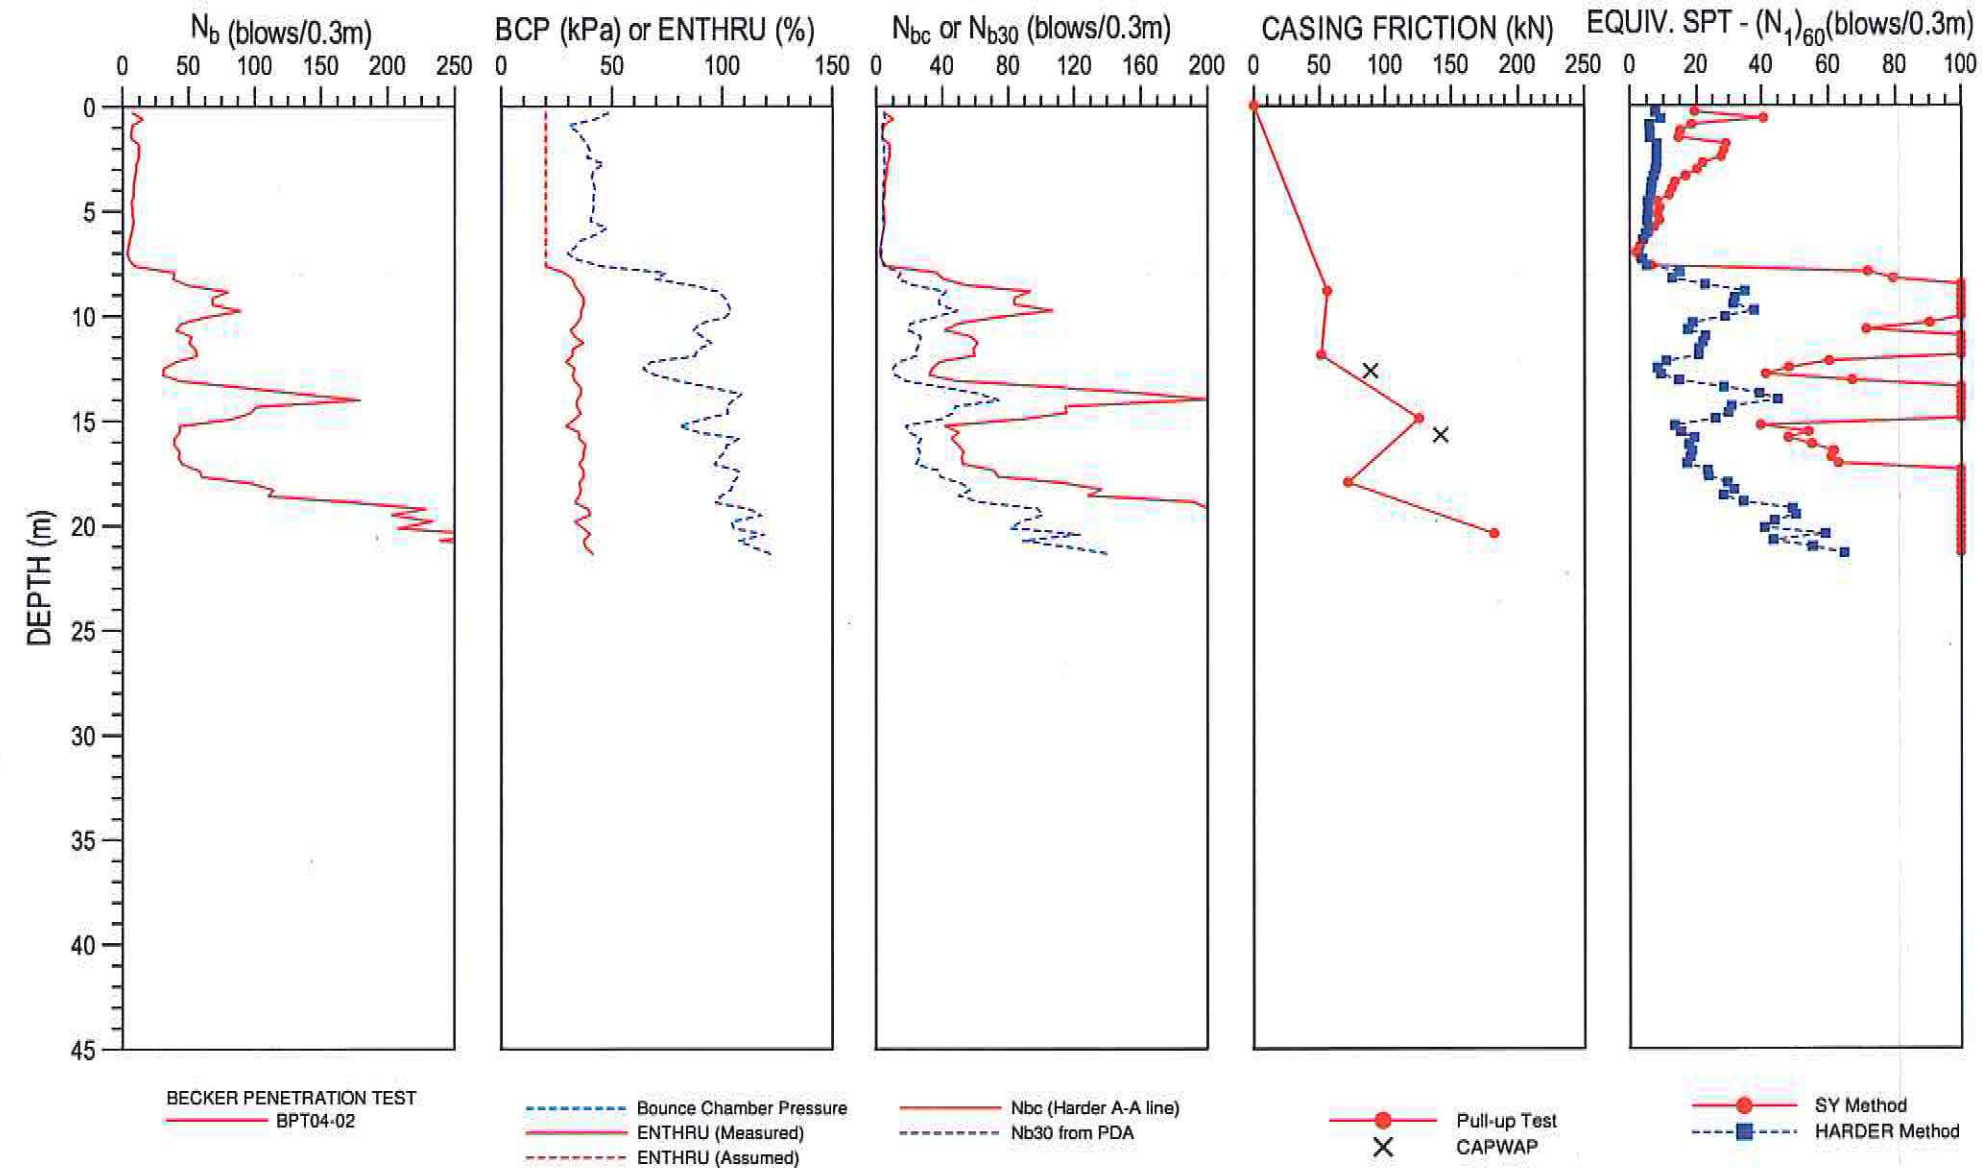 N_b (blows/0.3m)
0 50 100 150 200 250
BCP (kPa) or ENTHRU (%)
0 50 100 150
N_bc or N_b30 (blows/0.3m)
0 40 80 120 160 200
CASING FRICTION (kN)
0 50 100 150 200 250
EQUIV. SPT - (N_1)_60 (blows/0.3m)
0 20 40 60 80 100
DEPTH (m)
0
5
10
15
20
25
30
35
40
45
BECKER PENETRATION TEST
BPT04-02
Bounce Chamber Pressure
ENTHRU (Measured)
ENTHRU (Assumed)
Nbc (Harder A-A line)
Nb30 from PDA
Pull-up Test
CAPWAP
SY Method
HARDER Method